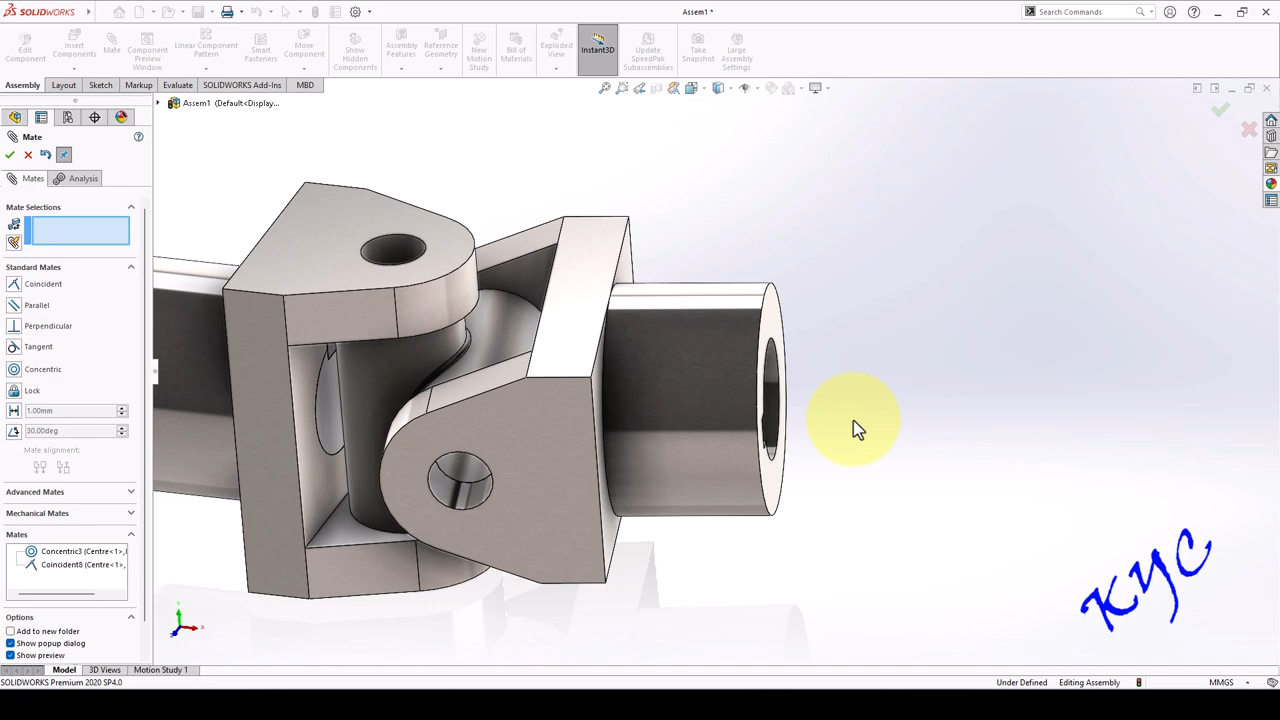 SOLIDWORKS
Assem1 *
Search Commands
Edit Component
Insert Components
Mate
Component Preview Window
Linear Component Pattern
Smart Fasteners
Move Component
Show Hidden Components
Assembly Features
Reference Geometry
New Motion Study
Bill of Materials
Exploded View
Instant3D
Update SpeedPak Subassemblies
Take Snapshot
Large Assembly Settings
Assembly
Layout
Sketch
Markup
Evaluate
SOLIDWORKS Add-Ins
MBD
Assem1 (Default<Display...
Mate
Mates
Analysis
Mate Selections
Standard Mates
Coincident
Parallel
Perpendicular
Tangent
Concentric
Lock
1.00mm
30.00deg
Mate alignment:
Advanced Mates
Mechanical Mates
Mates
Concentric3 (Centre<1>,
Coincident8 (Centre<1>,
Options
Add to new folder
Show popup dialog
Show preview
Y
X
Z
KYC
Model
3D Views
Motion Study 1
SOLIDWORKS Premium 2020 SP4.0
Under Defined
Editing Assembly
MMGS